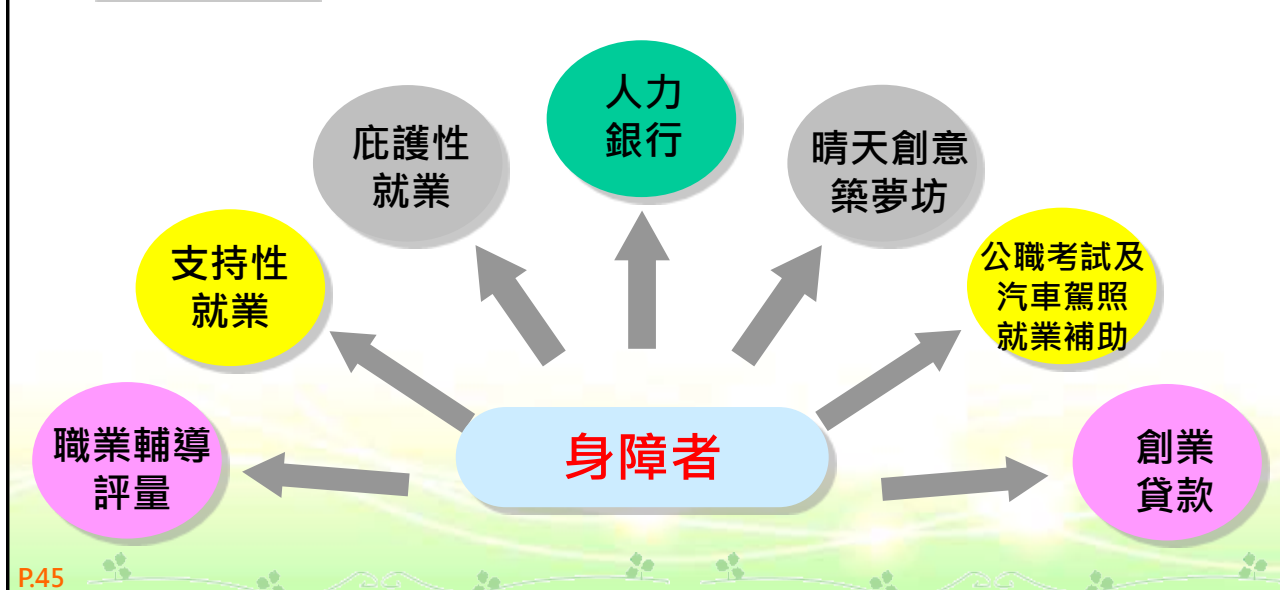 人力
銀行
庇護性
就業
晴天創意
築夢坊
支持性
就業
公職考試及
汽車駕照
就業補助
職業輔導
評量
身障者
創業
貸款
P.45